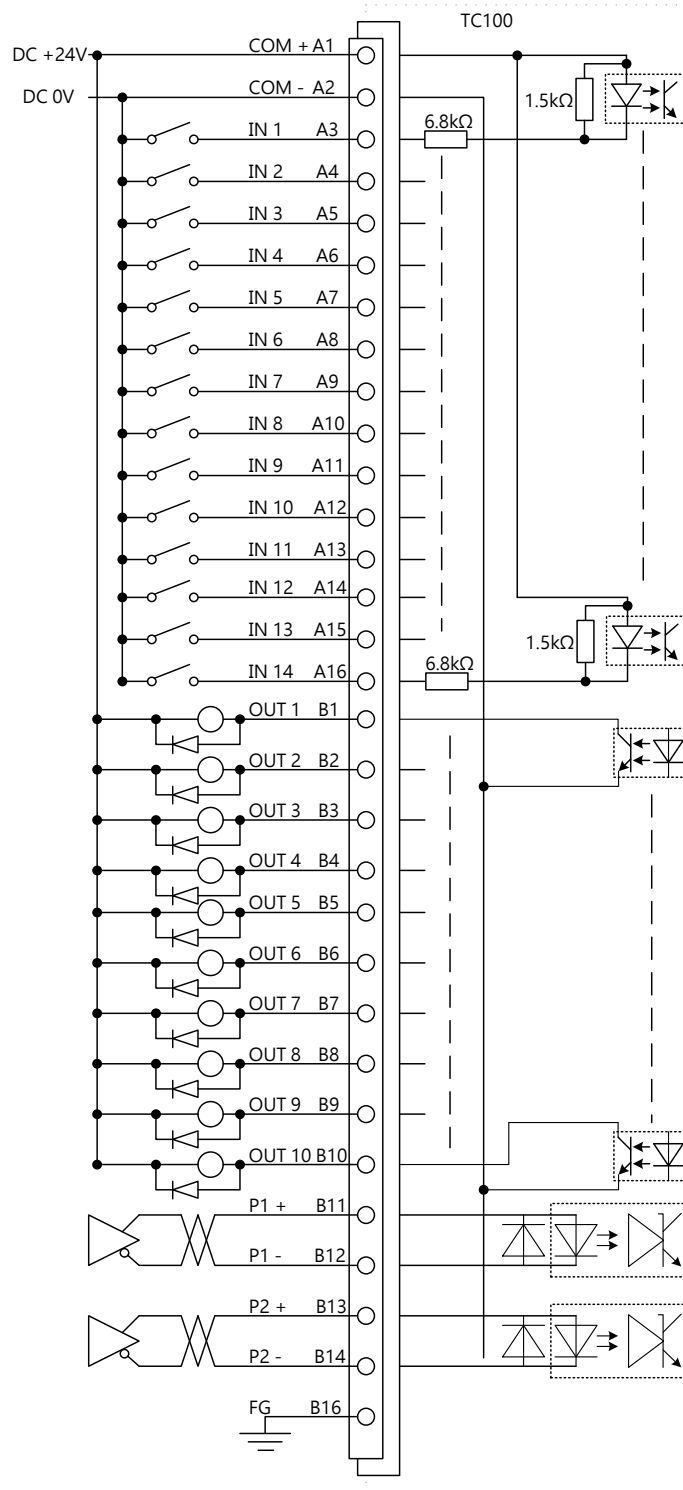 TC100
DC +24V COM + A1
DC 0V COM - A2
1.5kΩ
6.8kΩ
IN 1 A3
IN 2 A4
IN 3 A5
IN 4 A6
IN 5 A7
IN 6 A8
IN 7 A9
IN 8 A10
IN 9 A11
IN 10 A12
IN 11 A13
IN 12 A14
IN 13 A15
1.5kΩ
6.8kΩ
IN 14 A16
OUT 1 B1
OUT 2 B2
OUT 3 B3
OUT 4 B4
OUT 5 B5
OUT 6 B6
OUT 7 B7
OUT 8 B8
OUT 9 B9
OUT 10 B10
P1 + B11
P1 - B12
P2 + B13
P2 - B14
FG B16